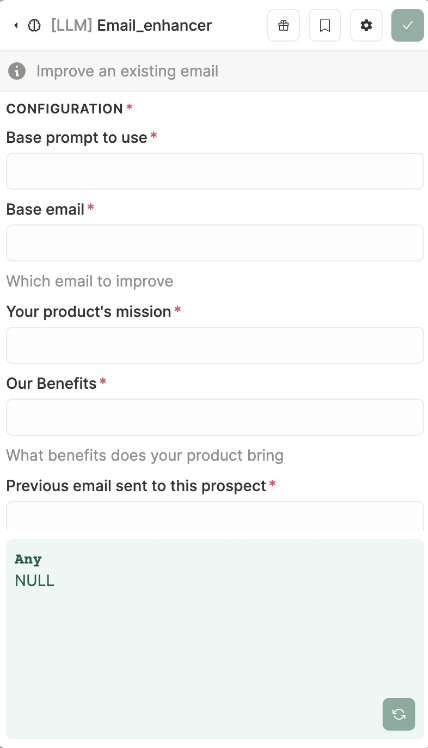 [LLM] Email_enhancer
Improve an existing email
CONFIGURATION *
Base prompt to use *
Base email *
Which email to improve
Your product's mission *
Our Benefits *
What benefits does your product bring
Previous email sent to this prospect *
Any
NULL